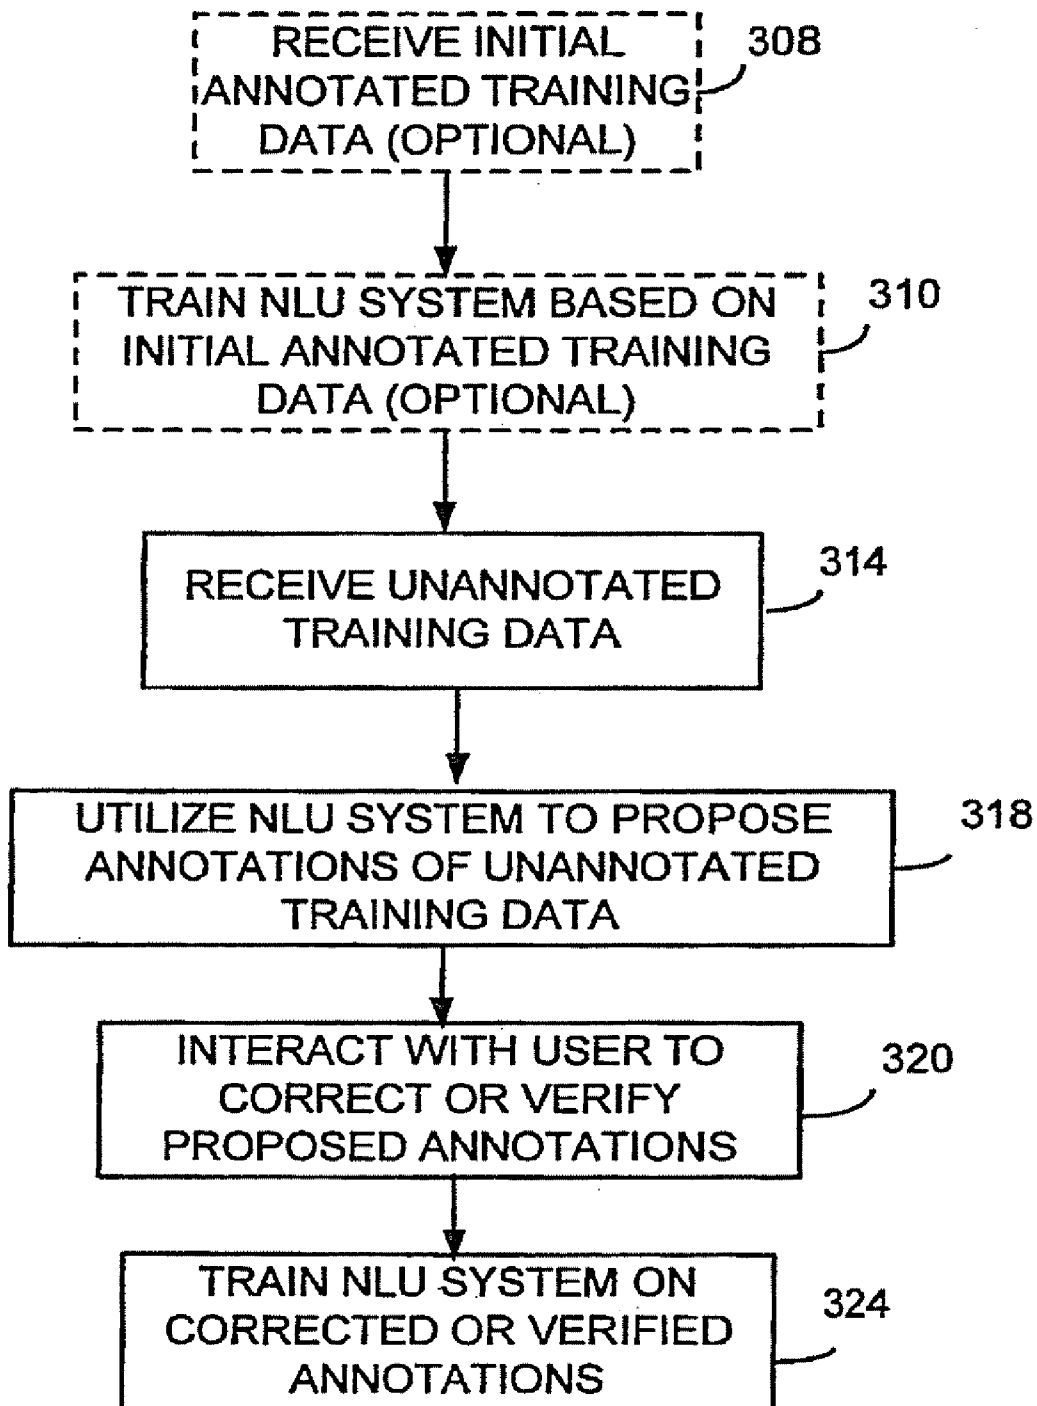 RECEIVE INITIAL
ANNOTATED TRAINING
DATA (OPTIONAL)
308
TRAIN NLU SYSTEM BASED ON
INITIAL ANNOTATED TRAINING
DATA (OPTIONAL)
310
RECEIVE UNANNOTATED
TRAINING DATA
314
UTILIZE NLU SYSTEM TO PROPOSE
ANNOTATIONS OF UNANNOTATED
TRAINING DATA
318
INTERACT WITH USER TO
CORRECT OR VERIFY
PROPOSED ANNOTATIONS
320
TRAIN NLU SYSTEM ON
CORRECTED OR VERIFIED
ANNOTATIONS
324